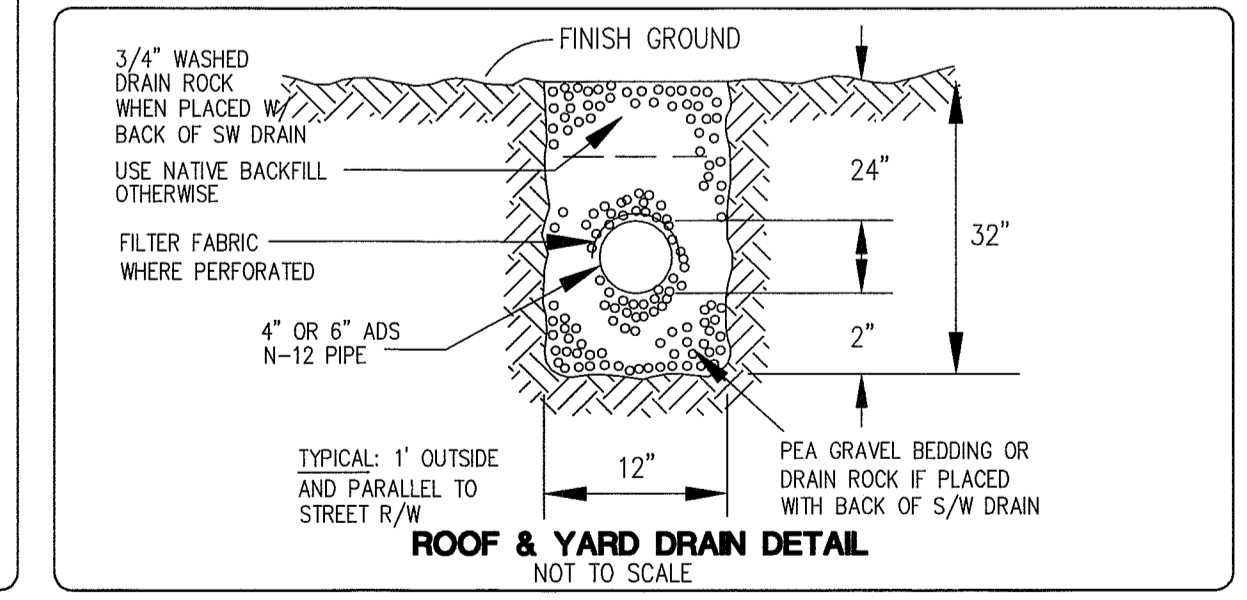 FINISH GROUND
3/4" WASHED
DRAIN ROCK
WHEN PLACED W/
BACK OF SW DRAIN
USE NATIVE BACKFILL
OTHERWISE
FILTER FABRIC
WHERE PERFORATED
4" OR 6" ADS
N-12 PIPE
24"
32"
2"
TYPICAL: 1' OUTSIDE
AND PARALLEL TO
STREET R/W
12"
PEA GRAVEL BEDDING OR
DRAIN ROCK IF PLACED
WITH BACK OF S/W DRAIN
ROOF & YARD DRAIN DETAIL
NOT TO SCALE